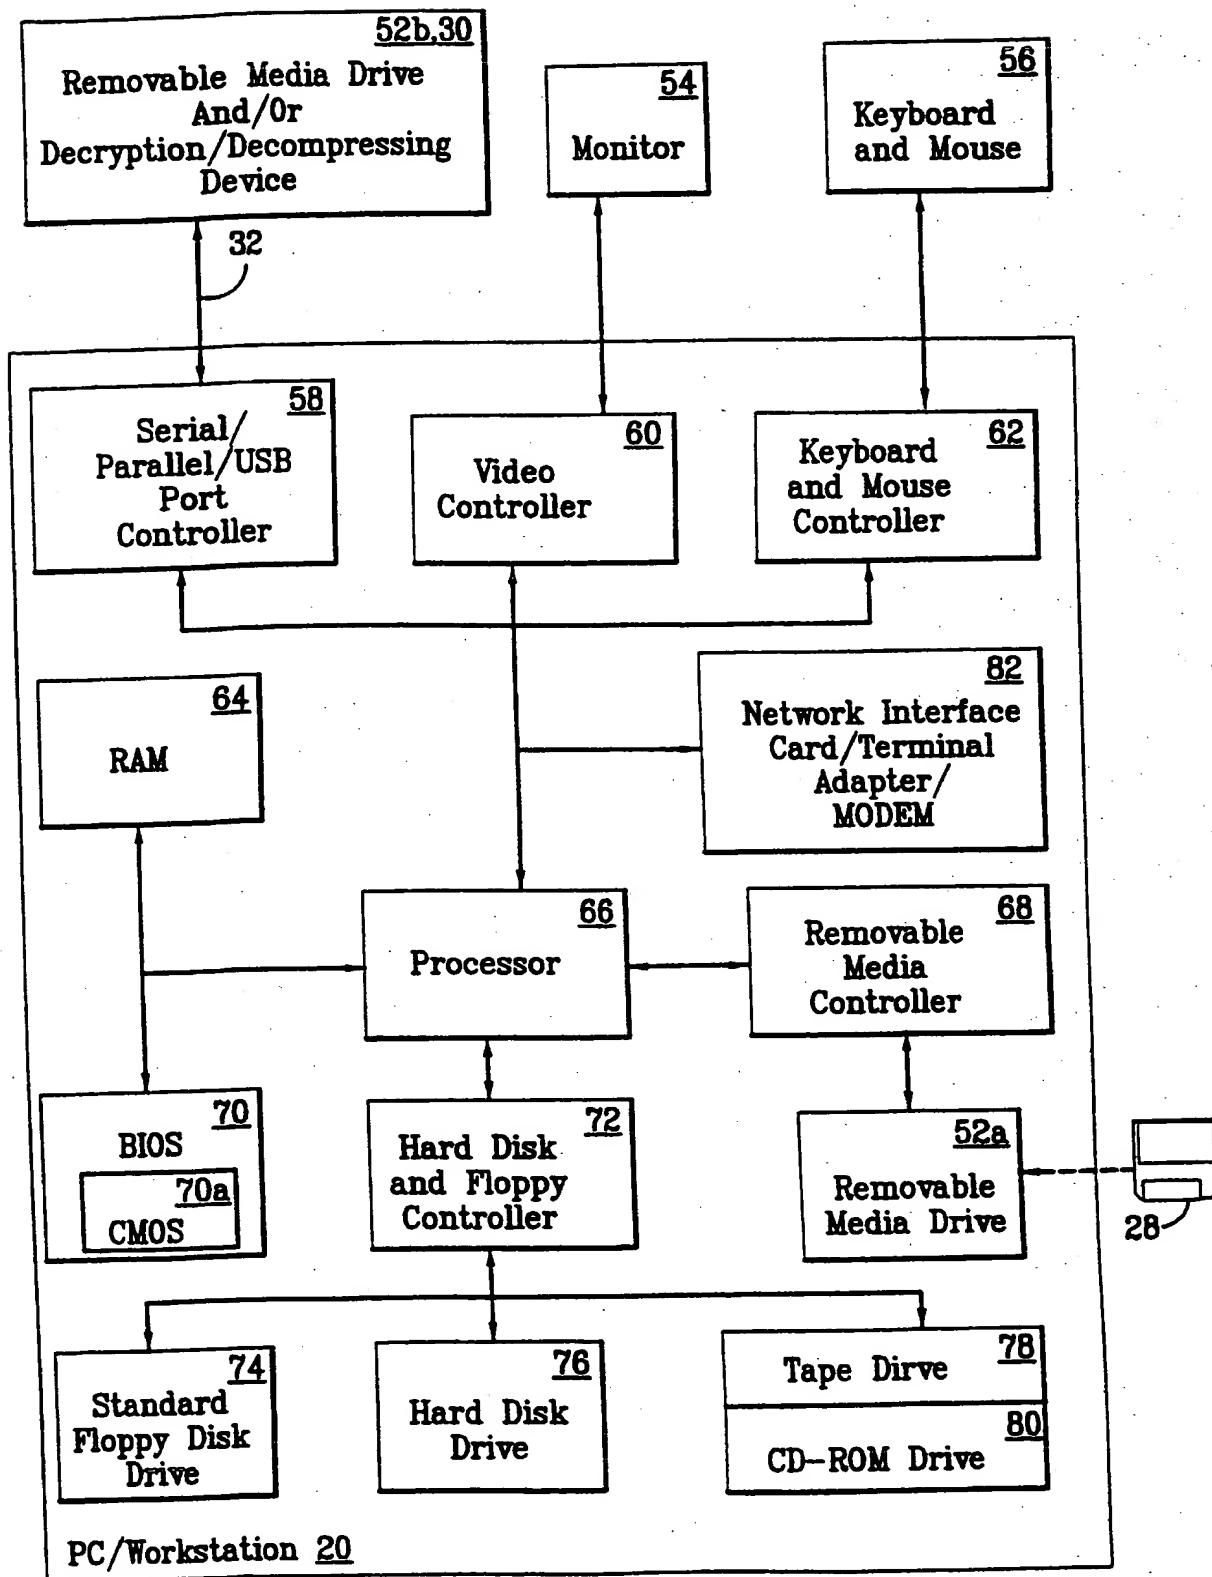 52b,30
Removable Media Drive
And/Or
Decryption/Decompressing
Device
54
Monitor
56
Keyboard
and Mouse
32
58
Serial/
Parallel/USB
Port
Controller
60
Video
Controller
62
Keyboard
and Mouse
Controller
64
RAM
82
Network Interface
Card/Terminal
Adapter/
MODEM
66
Processor
68
Removable
Media
Controller
70
BIOS
70a
CMOS
72
Hard Disk
and Floppy
Controller
52a
Removable
Media Drive
28
74
Standard
Floppy Disk
Drive
76
Hard Disk
Drive
78
Tape Dirve
80
CD-ROM Drive
PC/Workstation 20